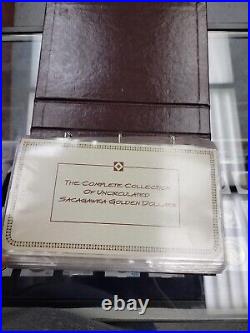 The Complete Collection
Of Uncirculated
Sacagawea Golden Dollars